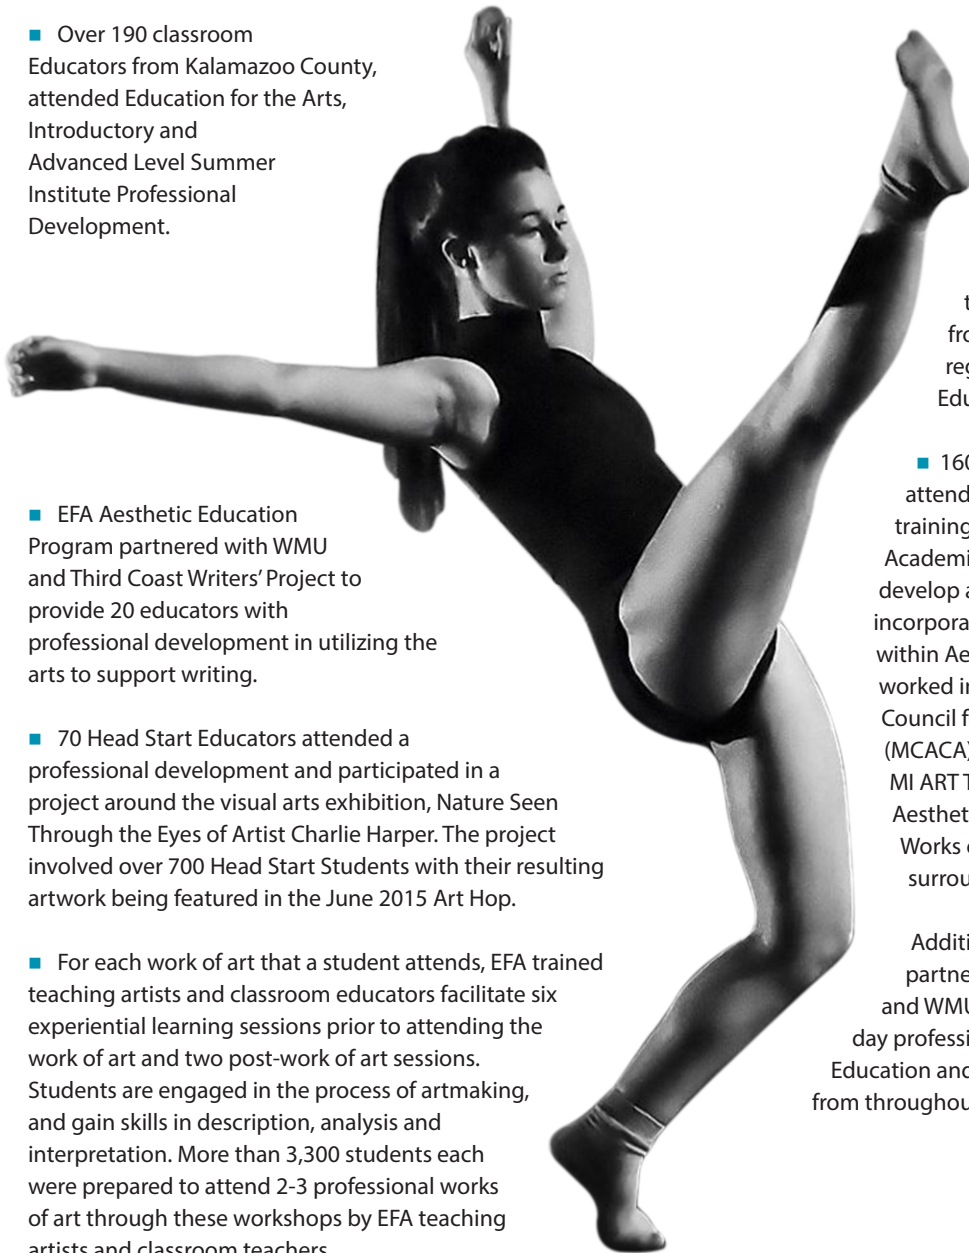 ■ Over 190 classroom
Educators from Kalamazoo County,
attended Education for the Arts,
Introductory and
Advanced Level Summer
Institute Professional
Development.
■ EFA Aesthetic Education
Program partnered with WMU
and Third Coast Writers’ Project to
provide 20 educators with
professional development in utilizing the
arts to support writing.
■ 70 Head Start Educators attended a
professional development and participated in a
project around the visual arts exhibition, Nature Seen
Through the Eyes of Artist Charlie Harper. The project
involved over 700 Head Start Students with their resulting
artwork being featured in the June 2015 Art Hop.
■ For each work of art that a student attends, EFA trained
teaching artists and classroom educators facilitate six
experiential learning sessions prior to attending the
work of art and two post-work of art sessions.
Students are engaged in the process of artmaking,
and gain skills in description, analysis and
interpretation. More than 3,300 students each
were prepared to attend 2-3 professional works
of art through these workshops by EFA teaching
artists and classroom teachers
■ 160
attend
training
Academi
develop a
incorpora
within Ae
worked i
Council f
(MCACA)
MI ART T
Aesthet
Works
surrou
Additi
partne
and WMU
day professi
Education and
from throughou